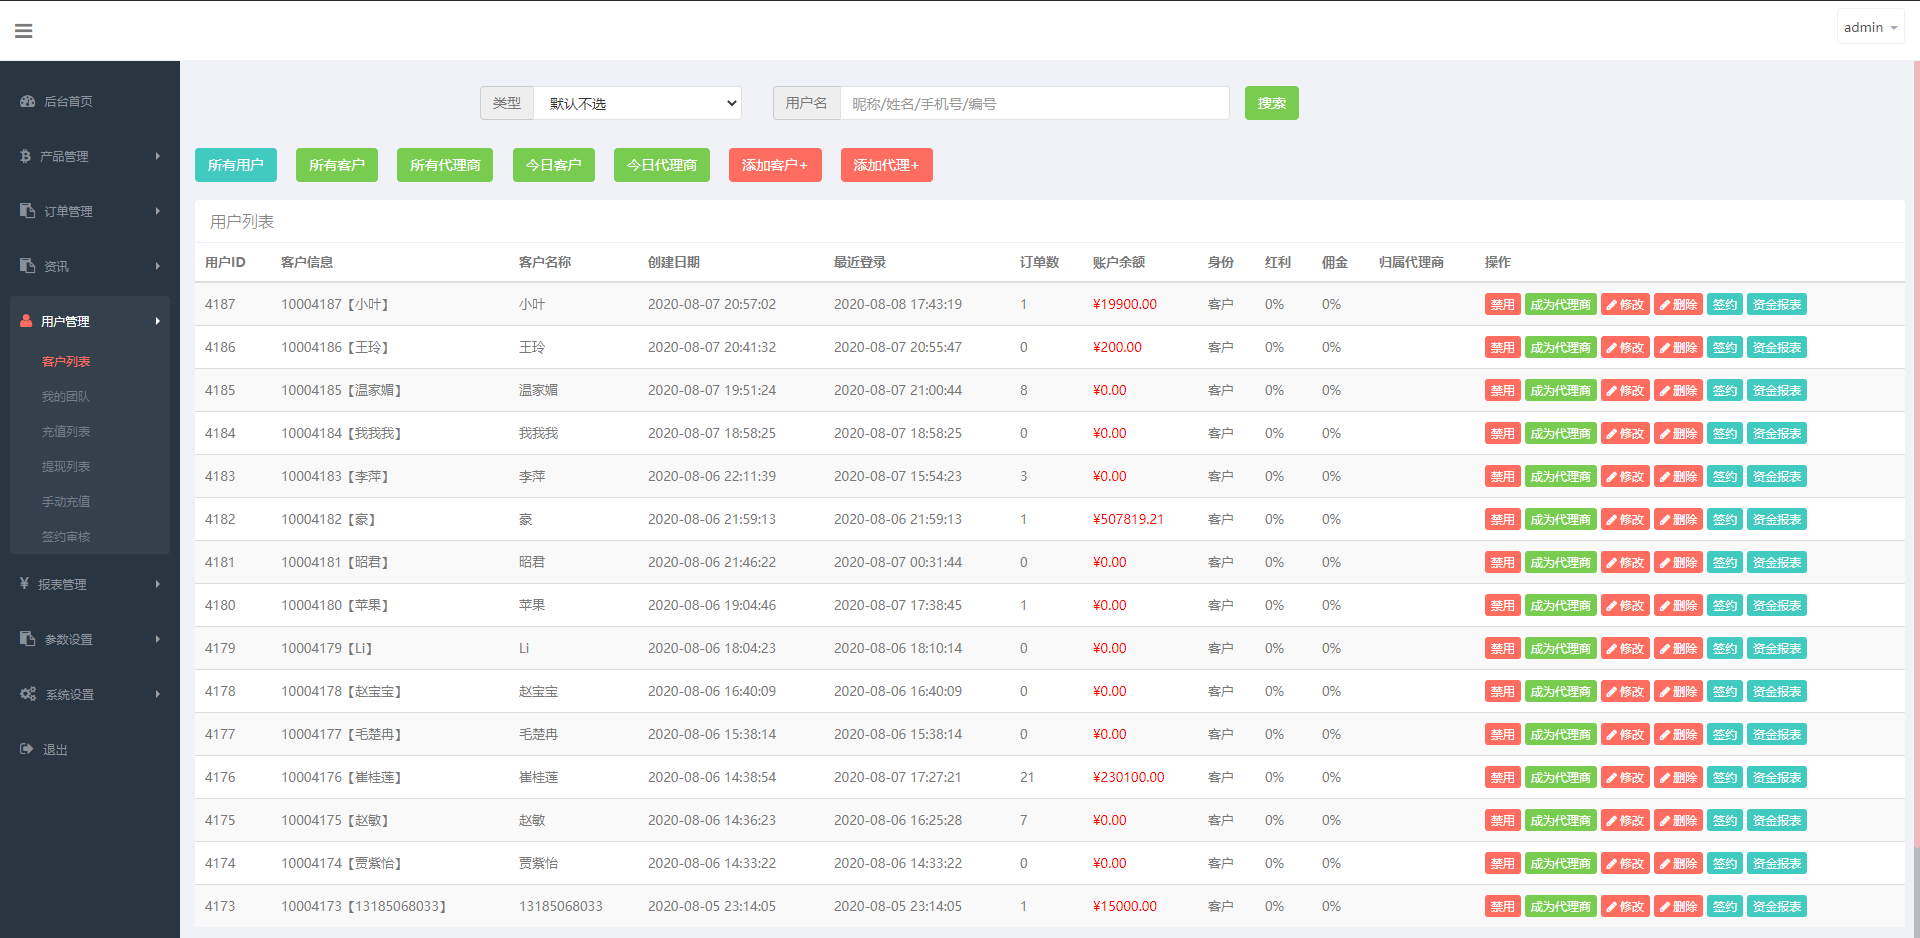 admin
后台首页
产品管理
订单管理
资讯
用户管理
客户列表
我的团队
充值列表
提现列表
手动充值
签约审核
报表管理
参数设置
系统设置
退出
类型 默认不选 用户名 昵称/姓名/手机号/编号 搜索
所有用户 所有客户 所有代理商 今日客户 今日代理商 添加客户+ 添加代理+
用户列表
用户ID 客户信息 客户名称 创建日期 最近登录 订单数 账户余额 身份 红利 佣金 归属代理商 操作
4187 10004187【小叶】 小叶 2020-08-07 20:57:02 2020-08-08 17:43:19 1 ¥19900.00 客户 0% 0% 禁用 成为代理商 修改 删除 签约 资金报表
4186 10004186【王玲】 王玲 2020-08-07 20:41:32 2020-08-07 20:55:47 0 ¥200.00 客户 0% 0% 禁用 成为代理商 修改 删除 签约 资金报表
4185 10004185【温家媚】 温家媚 2020-08-07 19:51:24 2020-08-07 21:00:44 8 ¥0.00 客户 0% 0% 禁用 成为代理商 修改 删除 签约 资金报表
4184 10004184【我我我】 我我我 2020-08-07 18:58:25 2020-08-07 18:58:25 0 ¥0.00 客户 0% 0% 禁用 成为代理商 修改 删除 签约 资金报表
4183 10004183【李萍】 李萍 2020-08-06 22:11:39 2020-08-07 15:54:23 3 ¥0.00 客户 0% 0% 禁用 成为代理商 修改 删除 签约 资金报表
4182 10004182【豪】 豪 2020-08-06 21:59:13 2020-08-06 21:59:13 1 ¥507819.21 客户 0% 0% 禁用 成为代理商 修改 删除 签约 资金报表
4181 10004181【昭君】 昭君 2020-08-06 21:46:22 2020-08-07 00:31:44 0 ¥0.00 客户 0% 0% 禁用 成为代理商 修改 删除 签约 资金报表
4180 10004180【苹果】 苹果 2020-08-06 19:04:46 2020-08-07 17:38:45 1 ¥0.00 客户 0% 0% 禁用 成为代理商 修改 删除 签约 资金报表
4179 10004179【Li】 Li 2020-08-06 18:04:23 2020-08-06 18:10:14 0 ¥0.00 客户 0% 0% 禁用 成为代理商 修改 删除 签约 资金报表
4178 10004178【赵宝宝】 赵宝宝 2020-08-06 16:40:09 2020-08-06 16:40:09 0 ¥0.00 客户 0% 0% 禁用 成为代理商 修改 删除 签约 资金报表
4177 10004177【毛楚冉】 毛楚冉 2020-08-06 15:38:14 2020-08-06 15:38:14 0 ¥0.00 客户 0% 0% 禁用 成为代理商 修改 删除 签约 资金报表
4176 10004176【崔桂莲】 崔桂莲 2020-08-06 14:38:54 2020-08-07 17:27:21 21 ¥230100.00 客户 0% 0% 禁用 成为代理商 修改 删除 签约 资金报表
4175 10004175【赵敏】 赵敏 2020-08-06 14:36:23 2020-08-06 16:25:28 7 ¥0.00 客户 0% 0% 禁用 成为代理商 修改 删除 签约 资金报表
4174 10004174【贾紫怡】 贾紫怡 2020-08-06 14:33:22 2020-08-06 14:33:22 0 ¥0.00 客户 0% 0% 禁用 成为代理商 修改 删除 签约 资金报表
4173 10004173【13185068033】 13185068033 2020-08-05 23:14:05 2020-08-05 23:14:05 1 ¥15000.00 客户 0% 0% 禁用 成为代理商 修改 删除 签约 资金报表